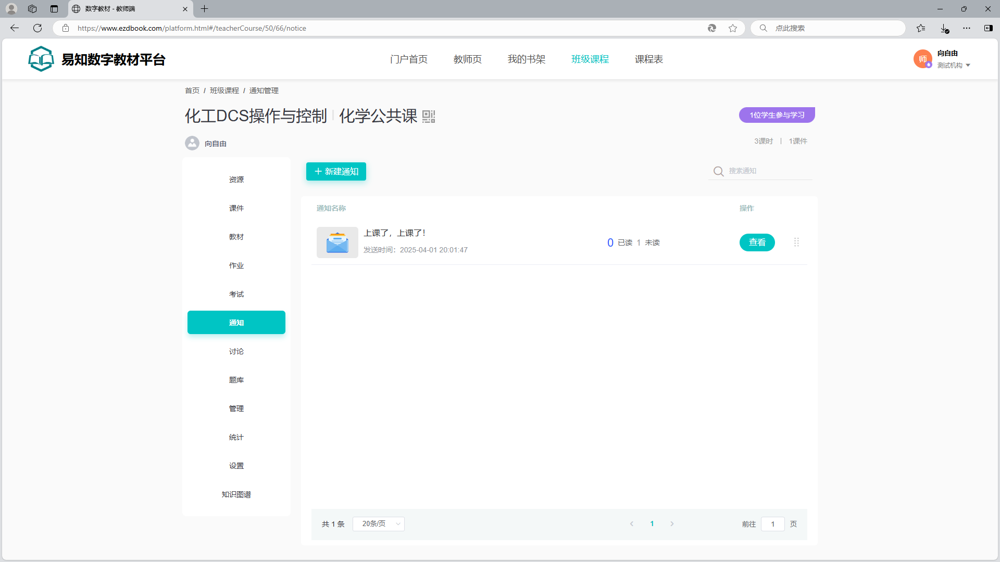 数字教材 - 教师端
https://www.ezdbook.com/platform.html#/teacherCourse/50/66/notice
点此搜索
易知数字教材平台
门户首页
教师页
我的书架
班级课程
课程表
师
向自由
测试机构
首页 / 班级课程 / 通知管理
化工DCS操作与控制 化学公共课
1位学生参与学习
向自由
3课时
1课件
资源
课件
教材
作业
考试
通知
讨论
题库
管理
统计
设置
知识图谱
新建通知
搜索通知
通知名称
操作
上课了，上课了！
发送时间：2025-04-01 20:01:47
0 已读 1 未读
查看
共 1 条
20条/页
1
前往 1 页